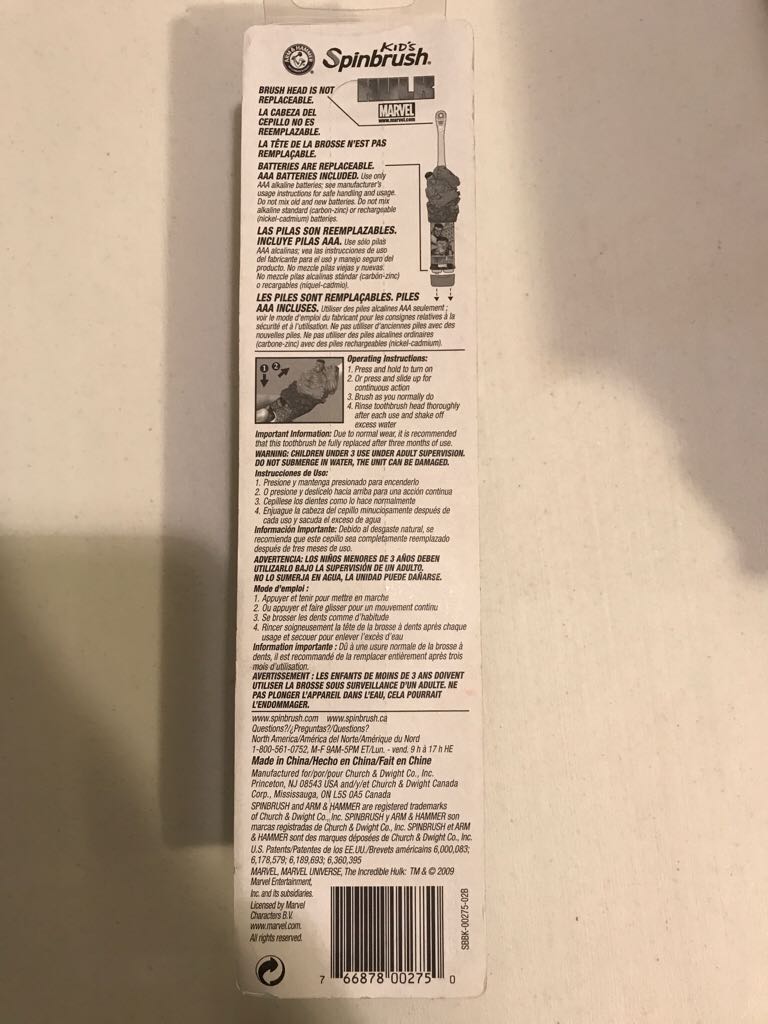 ARM & HAMMER
KID'S
Spinbrush®
HULK
MARVEL
www.marvel.com
BRUSH HEAD IS NOT
REPLACEABLE.
LA CABEZA DEL
CEPILLO NO ES
REEMPLAZABLE.
LA TÊTE DE LA BROSSE N'EST PAS
REMPLAÇABLE.
BATTERIES ARE REPLACEABLE.
AAA BATTERIES INCLUDED. Use only
AAA alkaline batteries; see manufacturer's
usage instructions for safe handling and usage.
Do not mix old and new batteries. Do not mix
alkaline standard (carbon-zinc) or rechargeable
(nickel-cadmium) batteries.
LAS PILAS SON REEMPLAZABLES.
INCLUYE PILAS AAA. Use sólo pilas
AAA alcalinas; vea las instrucciones de uso
del fabricante para el uso y manejo seguro del
producto. No mezcle pilas viejas y nuevas.
No mezcle pilas alcalinas stándar (carbón-zinc)
o recargables (níquel-cadmio).
LES PILES SONT REMPLAÇABLES. PILES
AAA INCLUSES. Utiliser des piles alcalines AAA seulement ;
voir le mode d'emploi du fabricant pour les consignes relatives à la
sécurité et à l'utilisation. Ne pas utiliser d'anciennes piles avec des
nouvelles piles. Ne pas utiliser des piles alcalines ordinaires
(carbone-zinc) avec des piles rechargeables (nickel-cadmium).
1 2
Operating Instructions:
1. Press and hold to turn on
2. Or press and slide up for
continuous action
3. Brush as you normally do
4. Rinse toothbrush head thoroughly
after each use and shake off
excess water
Important Information: Due to normal wear, it is recommended
that this toothbrush be fully replaced after three months of use.
WARNING: CHILDREN UNDER 3 USE UNDER ADULT SUPERVISION.
DO NOT SUBMERGE IN WATER, THE UNIT CAN BE DAMAGED.
Instrucciones de Uso:
1. Presione y mantenga presionado para encenderlo
2. O presione y deslícelo hacia arriba para una acción continua
3. Cepíllese los dientes como lo hace normalmente
4. Enjuague la cabeza del cepillo minuciosamente después de
cada uso y sacuda el exceso de agua
Información Importante: Debido al desgaste natural, se
recomienda que este cepillo sea completamente reemplazado
después de tres meses de uso.
ADVERTENCIA: LOS NIÑOS MENORES DE 3 AÑOS DEBEN
UTILIZARLO BAJO LA SUPERVISIÓN DE UN ADULTO.
NO LO SUMERJA EN AGUA, LA UNIDAD PUEDE DAÑARSE.
Mode d'emploi :
1. Appuyer et tenir pour mettre en marche
2. Ou appuyer et faire glisser pour un mouvement continu
3. Se brosser les dents comme d'habitude
4. Rincer soigneusement la tête de la brosse à dents après chaque
usage et secouer pour enlever l'excès d'eau
Information importante : Dû à une usure normale de la brosse à
dents, il est recommandé de la remplacer entièrement après trois
mois d'utilisation.
AVERTISSEMENT : LES ENFANTS DE MOINS DE 3 ANS DOIVENT
UTILISER LA BROSSE SOUS SURVEILLANCE D'UN ADULTE. NE
PAS PLONGER L'APPAREIL DANS L'EAU, CELA POURRAIT
L'ENDOMMAGER.
www.spinbrush.com www.spinbrush.ca
Questions?/¿Preguntas?/Questions?
North America/América del Norte/Amérique du Nord
1-800-561-0752, M-F 9AM-5PM ET/Lun. - vend. 9 h à 17 h HE
Made in China/Hecho en China/Fait en Chine
Manufactured for/por/pour Church & Dwight Co., Inc.
Princeton, NJ 08543 USA and/y/et Church & Dwight Canada
Corp., Mississauga, ON L5S 0A5 Canada
SPINBRUSH and ARM & HAMMER are registered trademarks
of Church & Dwight Co., Inc. SPINBRUSH y ARM & HAMMER son
marcas registradas de Church & Dwight Co., Inc. SPINBRUSH et ARM
& HAMMER sont des marques déposées de Church & Dwight Co., Inc.
U.S. Patents/Patentes de los EE.UU./Brevets américains 6,000,083;
6,178,579; 6,189,693; 6,360,395
MARVEL, MARVEL UNIVERSE, The Incredible Hulk: TM & © 2009
Marvel Entertainment,
Inc. and its subsidiaries.
Licensed by Marvel
Characters B.V.
www.marvel.com.
All rights reserved.
7 66878 00275 0
SBBK-00275-02B